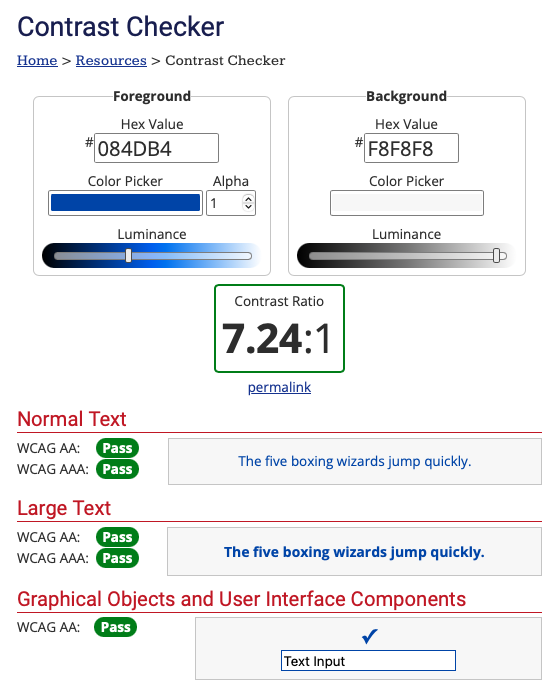 Contrast Checker
Home > Resources > Contrast Checker
Foreground
Hex Value
# 084DB4
Color Picker Alpha
1
Luminance
Background
Hex Value
# F8F8F8
Color Picker
Luminance
Contrast Ratio
7.24:1
permalink
Normal Text
WCAG AA: Pass
WCAG AAA: Pass
The five boxing wizards jump quickly.
Large Text
WCAG AA: Pass
WCAG AAA: Pass
The five boxing wizards jump quickly.
Graphical Objects and User Interface Components
WCAG AA: Pass
✔
Text Input